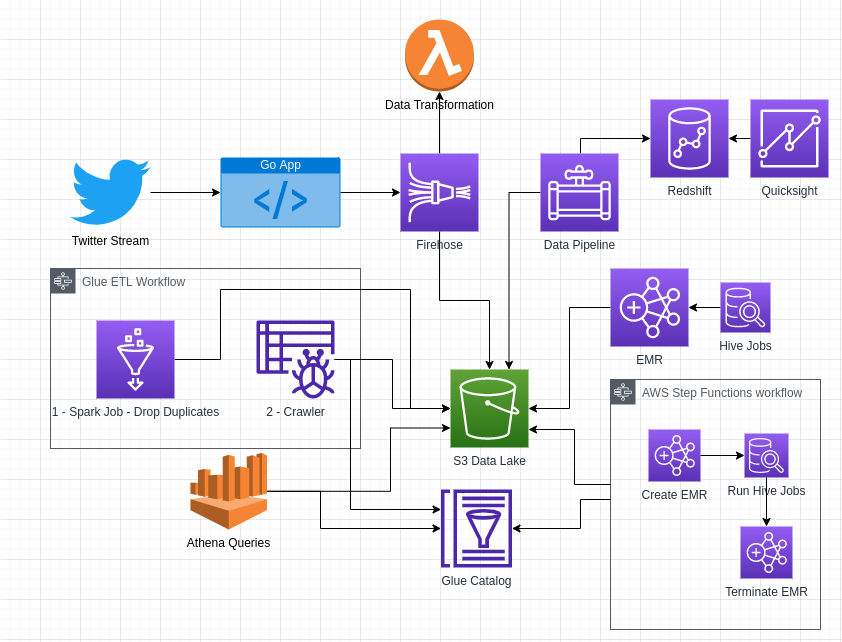 Data Transformation
Go App
</>
Redshift
Quicksight
Twitter Stream
Firehose
Data Pipeline
Glue ETL Workflow
EMR
Hive Jobs
1 - Spark Job - Drop Duplicates
2 - Crawler
AWS Step Functions workflow
S3 Data Lake
Create EMR
Run Hive Jobs
Athena Queries
Glue Catalog
Terminate EMR